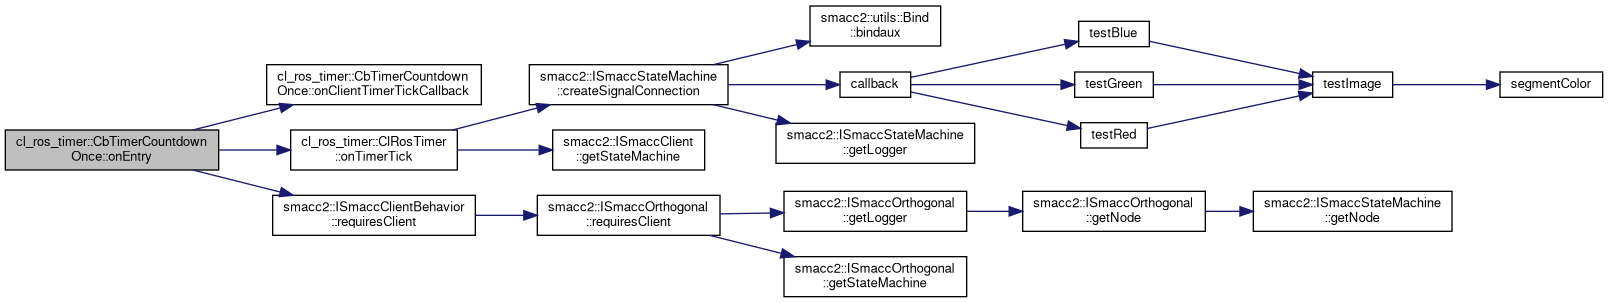 cl_ros_timer::CbTimerCountdown
Once::onEntry
cl_ros_timer::CbTimerCountdown
Once::onClientTimerTickCallback
cl_ros_timer::ClRosTimer
::onTimerTick
smacc2::ISmaccClientBehavior
::requiresClient
smacc2::ISmaccStateMachine
::createSignalConnection
smacc2::ISmaccClient
::getStateMachine
smacc2::ISmaccOrthogonal
::requiresClient
smacc2::utils::Bind
::bindaux
callback
smacc2::ISmaccStateMachine
::getLogger
smacc2::ISmaccOrthogonal
::getLogger
smacc2::ISmaccOrthogonal
::getStateMachine
testBlue
testGreen
testRed
smacc2::ISmaccOrthogonal
::getNode
testImage
smacc2::ISmaccStateMachine
::getNode
segmentColor